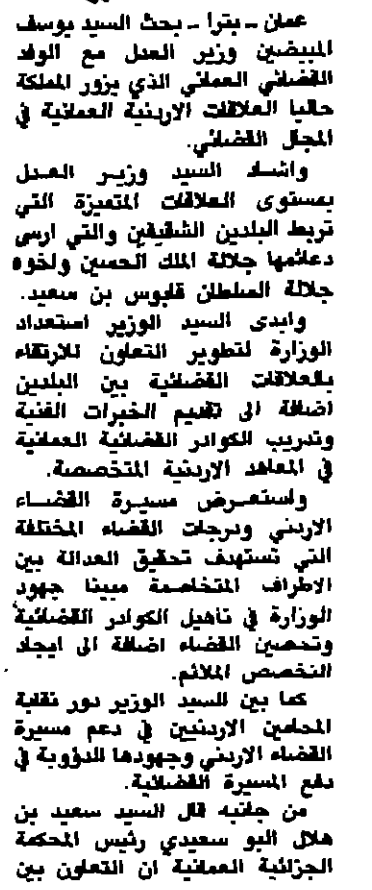 عمان ـ بترا ـ بحث السيد يوسف
المبيضين وزير العدل مع الوفد
القضائي العماني الذي يزور المملكة
حاليا العلاقات الاردنية العمانية في
المجال القضائي.
واشاد السيد وزير العدل
بمستوى العلاقات المتميزة التي
تربط البلدين الشقيقين والتي ارسى
دعائمها جلالة الملك الحسين واخوه
جلالة السلطان قابوس بن سعيد.
وابدى السيد الوزير استعداد
الوزارة لتطوير التعاون للارتقاء
بالعلاقات القضائية بين البلدين
اضافة الى تقديم الخبرات الفنية
وتدريب الكوادر القضائية العمانية
في المعاهد الاردنية المتخصصة.
واستعرض مسيرة القضاء
الاردني ودرجات القضاء المختلفة
التي تستهدف تحقيق العدالة بين
الاطراف المتخاصمة مبينا جهود
الوزارة في تاهيل الكوادر القضائية
وتحصين القضاء اضافة الى ايجاد
التخصص الملائم.
كما بين السيد الوزير دور نقابة
المحامين الاردنيين في دعم مسيرة
القضاء الاردني وجهودها الدؤوبة في
دفع المسيرة القضائية.
من جانبه قال السيد سعيد بن
هلال البو سعيدي رئيس المحكمة
الجزائية العمانية ان التعاون بين